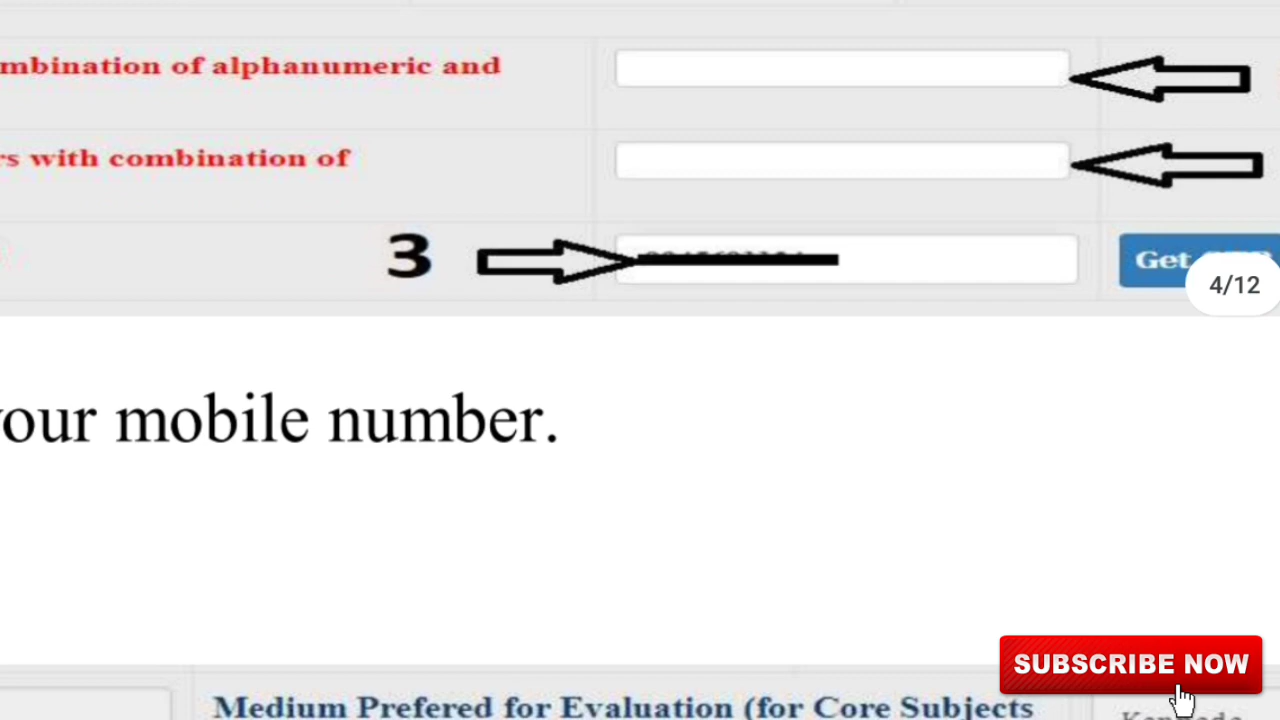 mbination of alphanumeric and
rs with combination of
3
Get
4/12
your mobile number.
SUBSCRIBE NOW
Medium Prefered for Evaluation (for Core Subjects